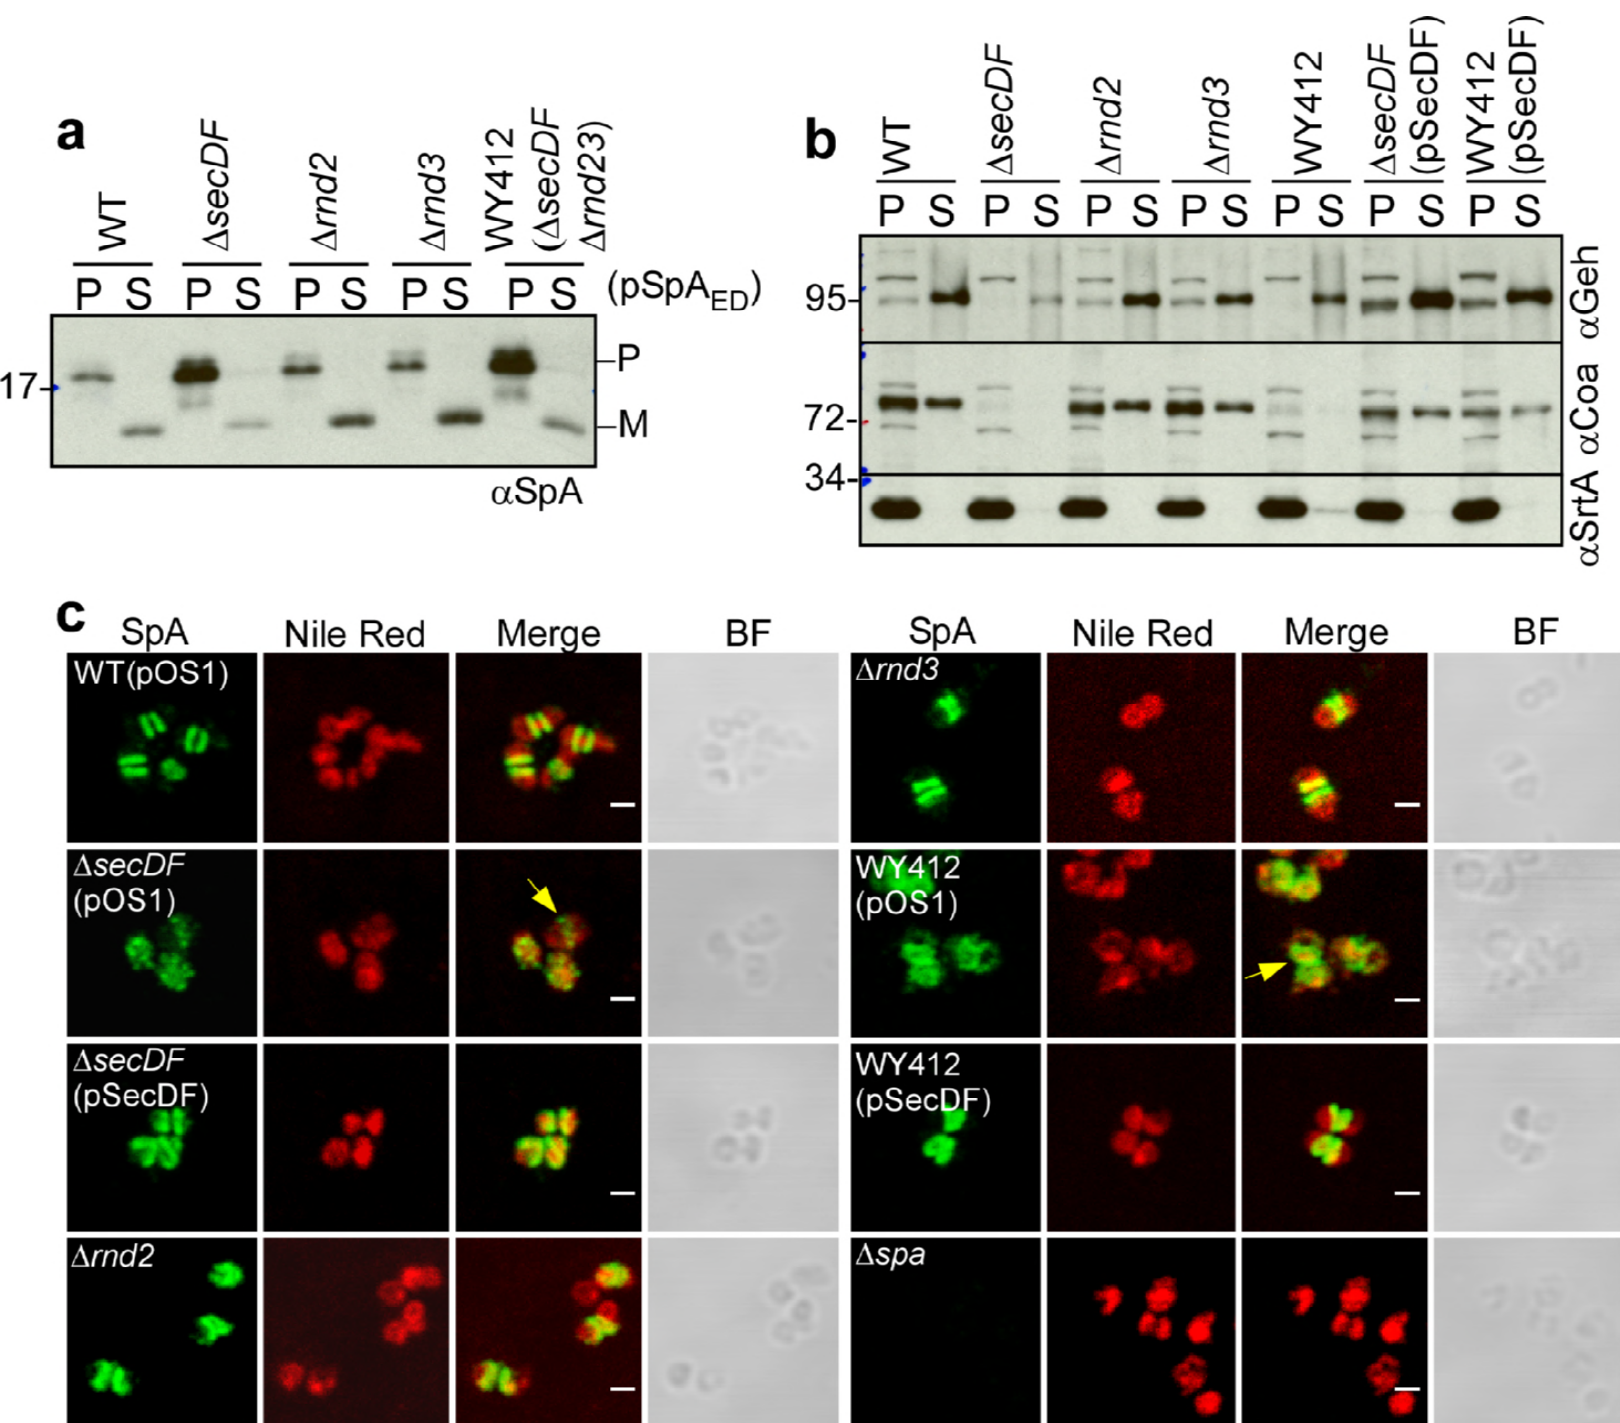 a
WT
ΔsecDF
Δrnd2
Δrnd3
WY412
(ΔsecDF
Δrnd23)
P S P S P S P S P S (pSpAED)
17-
-P
-M
αSpA
b
WT
ΔsecDF
Δrnd2
Δrnd3
WY412
ΔsecDF
(pSecDF)
WY412
(pSecDF)
P S P S P S P S P S P S P S
95-
αGeh
72-
αCoa
34-
αSrtA
c
SpA Nile Red Merge BF SpA Nile Red Merge BF
WT(pOS1)
Δrnd3
ΔsecDF
(pOS1)
WY412
(pOS1)
ΔsecDF
(pSecDF)
WY412
(pSecDF)
Δrnd2
Δspa